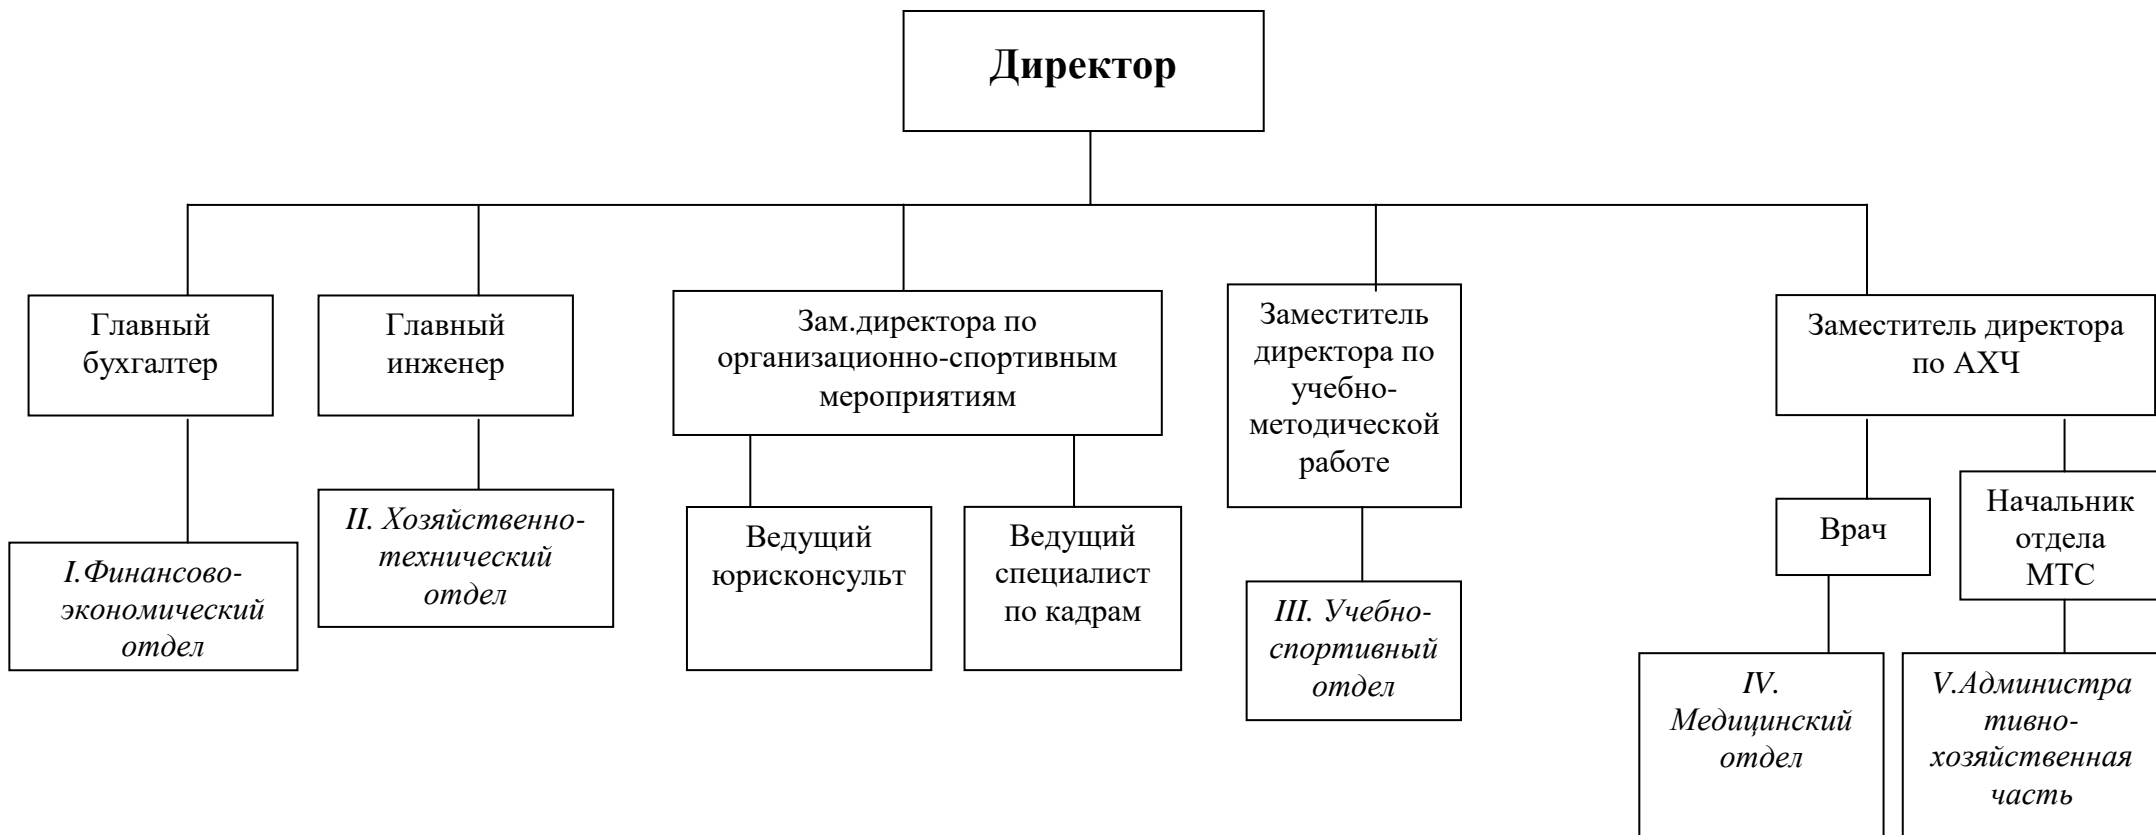 Директор
Главный
бухгалтер
Главный
инженер
Зам.директора по
организационно-спортивным
мероприятиям
Заместитель
директора по
учебно-
методической
работе
Заместитель директора
по АХЧ
I.Финансово-
экономический
отдел
II. Хозяйственно-
технический
отдел
Ведущий
юрисконсульт
Ведущий
специалист
по кадрам
III. Учебно-
спортивный
отдел
Врач
Начальник
отдела
МТС
IV.
Медицинский
отдел
V.Администра
тивно-
хозяйственная
часть